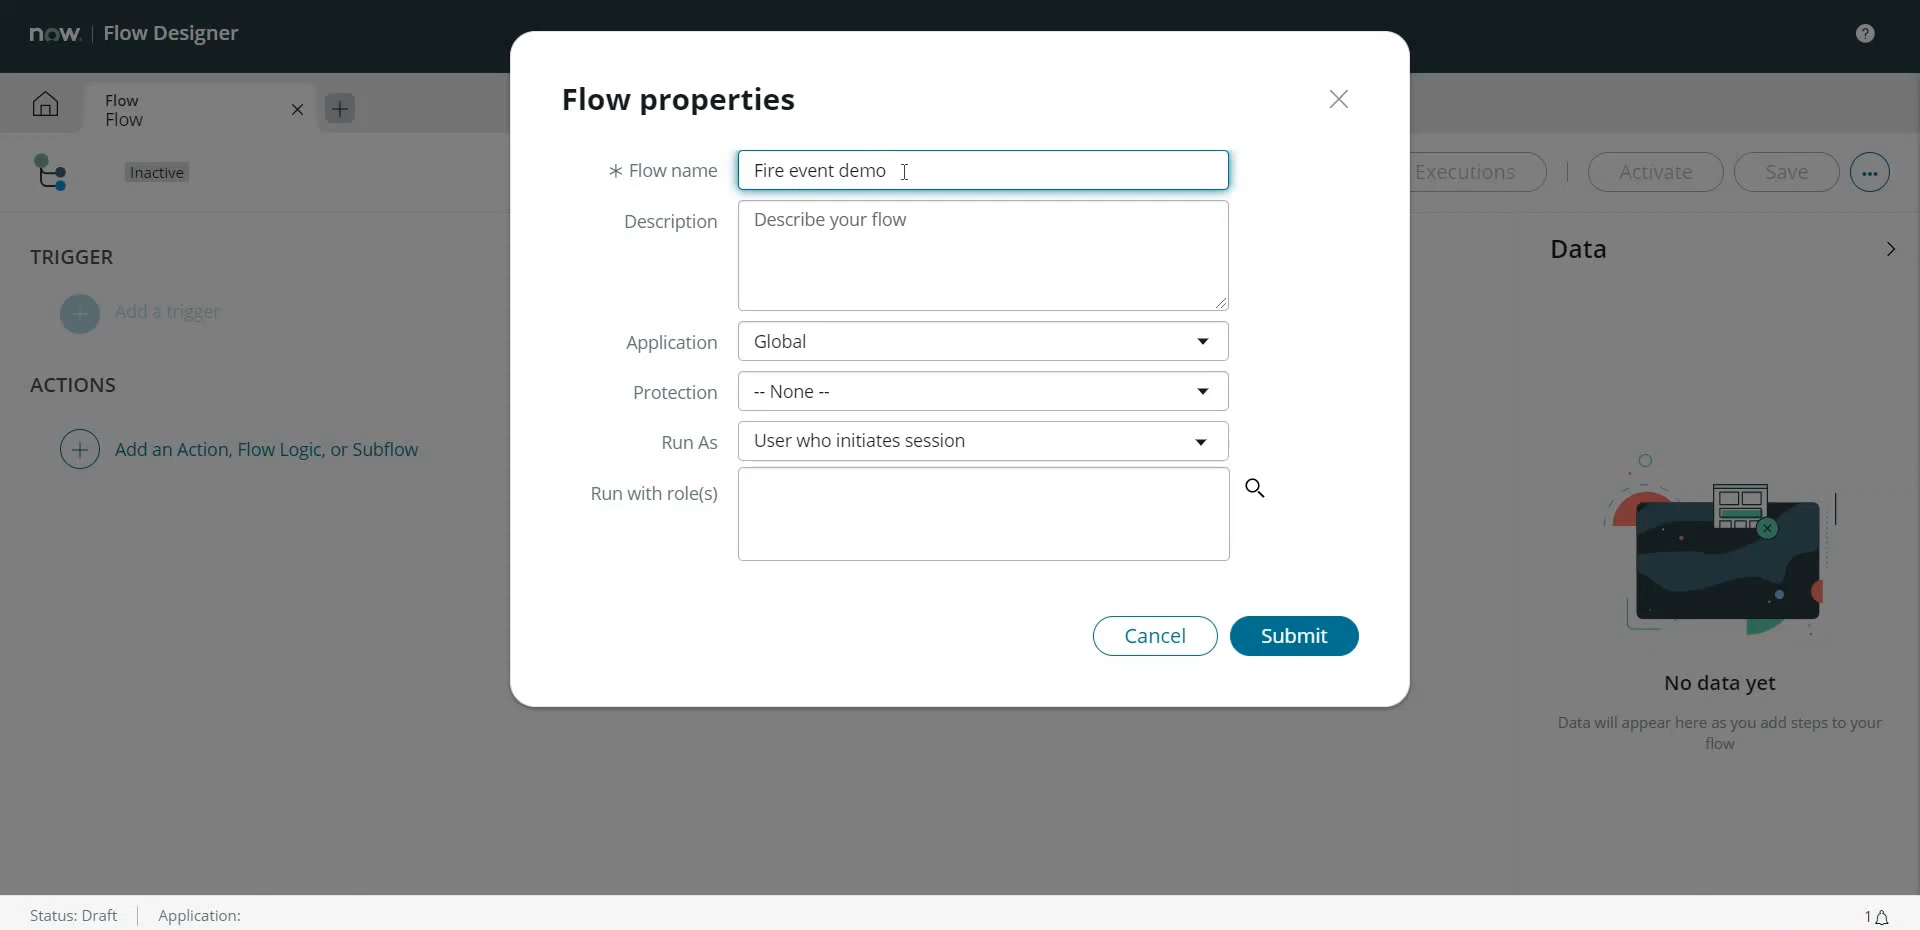 now. | Flow Designer
?
Flow
Flow
Inactive
Executions
Activate
Save
TRIGGER
Add a trigger
ACTIONS
Add an Action, Flow Logic, or Subflow
Flow properties
* Flow name
Fire event demo
Description
Describe your flow
Application
Global
Protection
-- None --
Run As
User who initiates session
Run with role(s)
Cancel
Submit
Data
No data yet
Data will appear here as you add steps to your
flow
Status: Draft
Application:
1